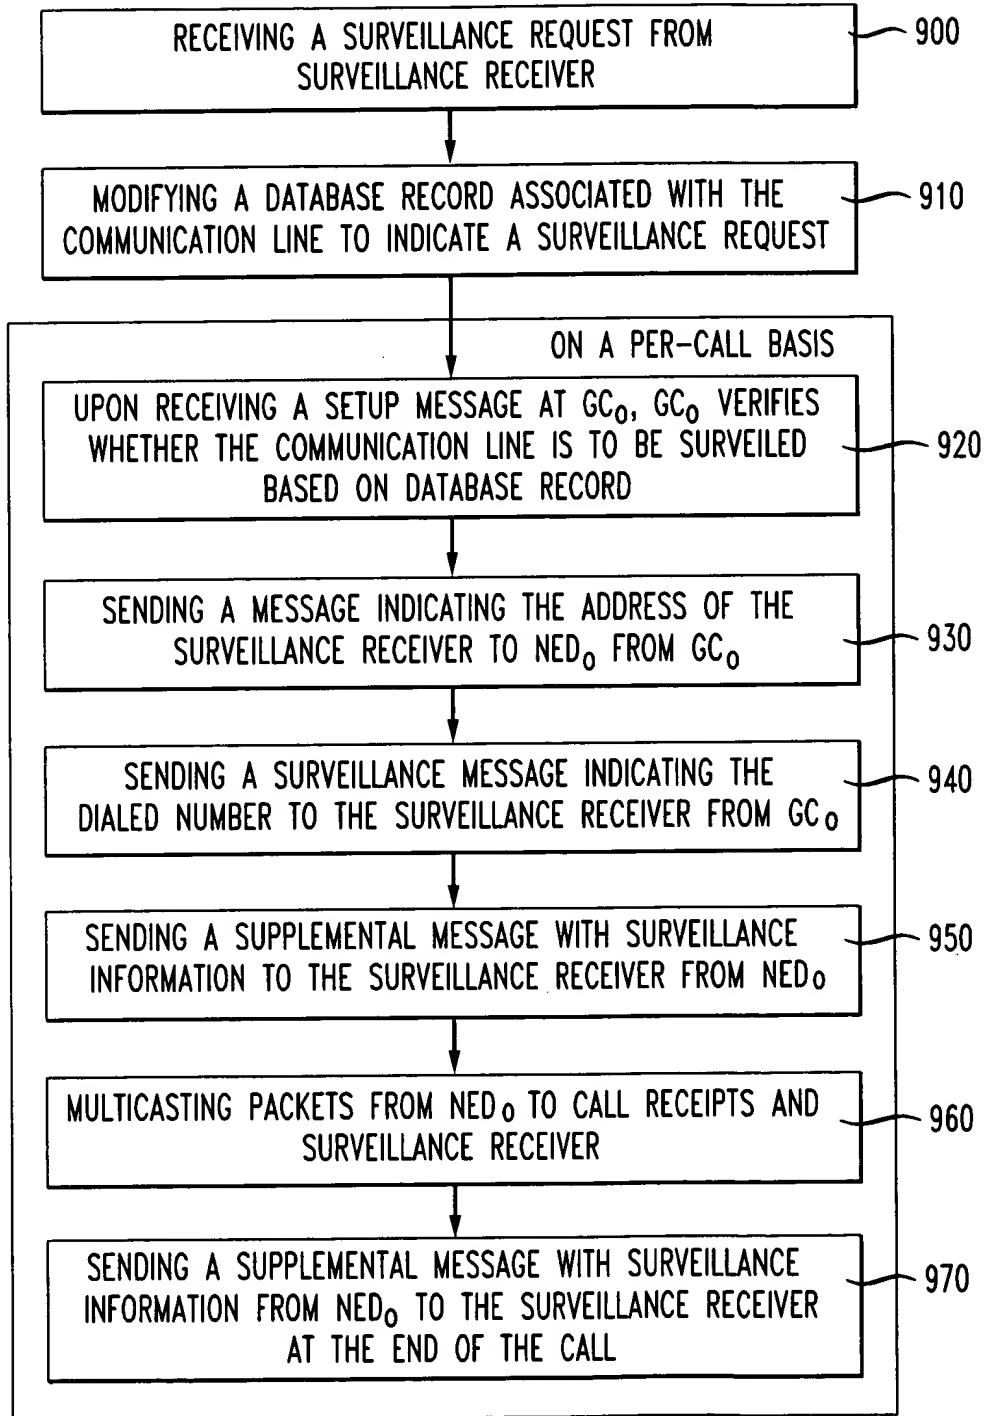 RECEIVING A SURVEILLANCE REQUEST FROM
SURVEILLANCE RECEIVER
900
MODIFYING A DATABASE RECORD ASSOCIATED WITH THE
COMMUNICATION LINE TO INDICATE A SURVEILLANCE REQUEST
910
ON A PER-CALL BASIS
UPON RECEIVING A SETUP MESSAGE AT GC₀, GC₀ VERIFIES
WHETHER THE COMMUNICATION LINE IS TO BE SURVEILED
BASED ON DATABASE RECORD
920
SENDING A MESSAGE INDICATING THE ADDRESS OF THE
SURVEILLANCE RECEIVER TO NED₀ FROM GC₀
930
SENDING A SURVEILLANCE MESSAGE INDICATING THE
DIALED NUMBER TO THE SURVEILLANCE RECEIVER FROM GC₀
940
SENDING A SUPPLEMENTAL MESSAGE WITH SURVEILLANCE
INFORMATION TO THE SURVEILLANCE RECEIVER FROM NED₀
950
MULTICASTING PACKETS FROM NED₀ TO CALL RECEIPTS AND
SURVEILLANCE RECEIVER
960
SENDING A SUPPLEMENTAL MESSAGE WITH SURVEILLANCE
INFORMATION FROM NED₀ TO THE SURVEILLANCE RECEIVER
AT THE END OF THE CALL
970